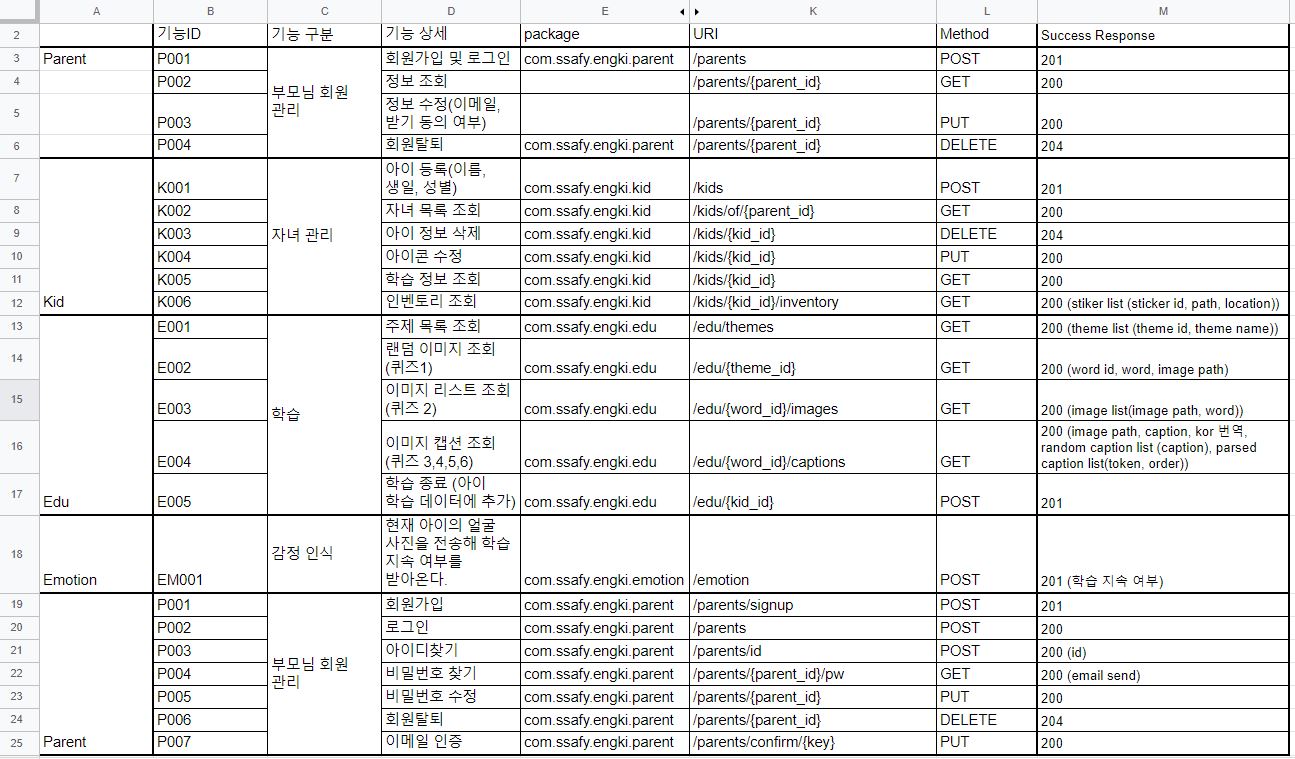 A B C D E K L M
2 기능ID 기능 구분 기능 상세 package URI Method Success Response
3 Parent P001 회원가입 및 로그인 com.ssafy.engki.parent /parents POST 201
4 P002 정보 조회 /parents/{parent_id} GET 200
부모님 회원
관리
5 P003 정보 수정(이메일,
받기 동의 여부) /parents/{parent_id} PUT 200
6 P004 회원탈퇴 com.ssafy.engki.parent /parents/{parent_id} DELETE 204
7 K001 아이 등록(이름,
생일, 성별) com.ssafy.engki.kid /kids POST 201
8 K002 자녀 목록 조회 com.ssafy.engki.kid /kids/of/{parent_id} GET 200
9 K003 자녀 관리 아이 정보 삭제 com.ssafy.engki.kid /kids/{kid_id} DELETE 204
10 K004 아이콘 수정 com.ssafy.engki.kid /kids/{kid_id} PUT 200
11 K005 학습 정보 조회 com.ssafy.engki.kid /kids/{kid_id} GET 200
12 Kid K006 인벤토리 조회 com.ssafy.engki.kid /kids/{kid_id}/inventory GET 200 (stiker list (sticker id, path, location))
13 E001 주제 목록 조회 com.ssafy.engki.edu /edu/themes GET 200 (theme list (theme id, theme name))
14 E002 랜덤 이미지 조회
(퀴즈1) com.ssafy.engki.edu /edu/{theme_id} GET 200 (word id, word, image path)
15 E003 학습 이미지 리스트 조회
(퀴즈 2) com.ssafy.engki.edu /edu/{word_id}/images GET 200 (image list(image path, word))
16 E004 이미지 캡션 조회
(퀴즈 3,4,5,6) com.ssafy.engki.edu /edu/{word_id}/captions GET 200 (image path, caption, kor 번역,
random caption list (caption), parsed
caption list(token, order))
17 Edu E005 학습 종료 (아이
학습 데이터에 추가) com.ssafy.engki.edu /edu/{kid_id} POST 201
18 Emotion EM001 감정 인식 현재 아이의 얼굴
사진을 전송해 학습
지속 여부를
받아온다. com.ssafy.engki.emotion /emotion POST 201 (학습 지속 여부)
19 P001 회원가입 com.ssafy.engki.parent /parents/signup POST 201
20 P002 로그인 com.ssafy.engki.parent /parents POST 200
21 P003 아이디찾기 com.ssafy.engki.parent /parents/id POST 200 (id)
부모님 회원
관리
22 P004 비밀번호 찾기 com.ssafy.engki.parent /parents/{parent_id}/pw GET 200 (email send)
23 P005 비밀번호 수정 com.ssafy.engki.parent /parents/{parent_id} PUT 200
24 P006 회원탈퇴 com.ssafy.engki.parent /parents/{parent_id} DELETE 204
25 Parent P007 이메일 인증 com.ssafy.engki.parent /parents/confirm/{key} PUT 200